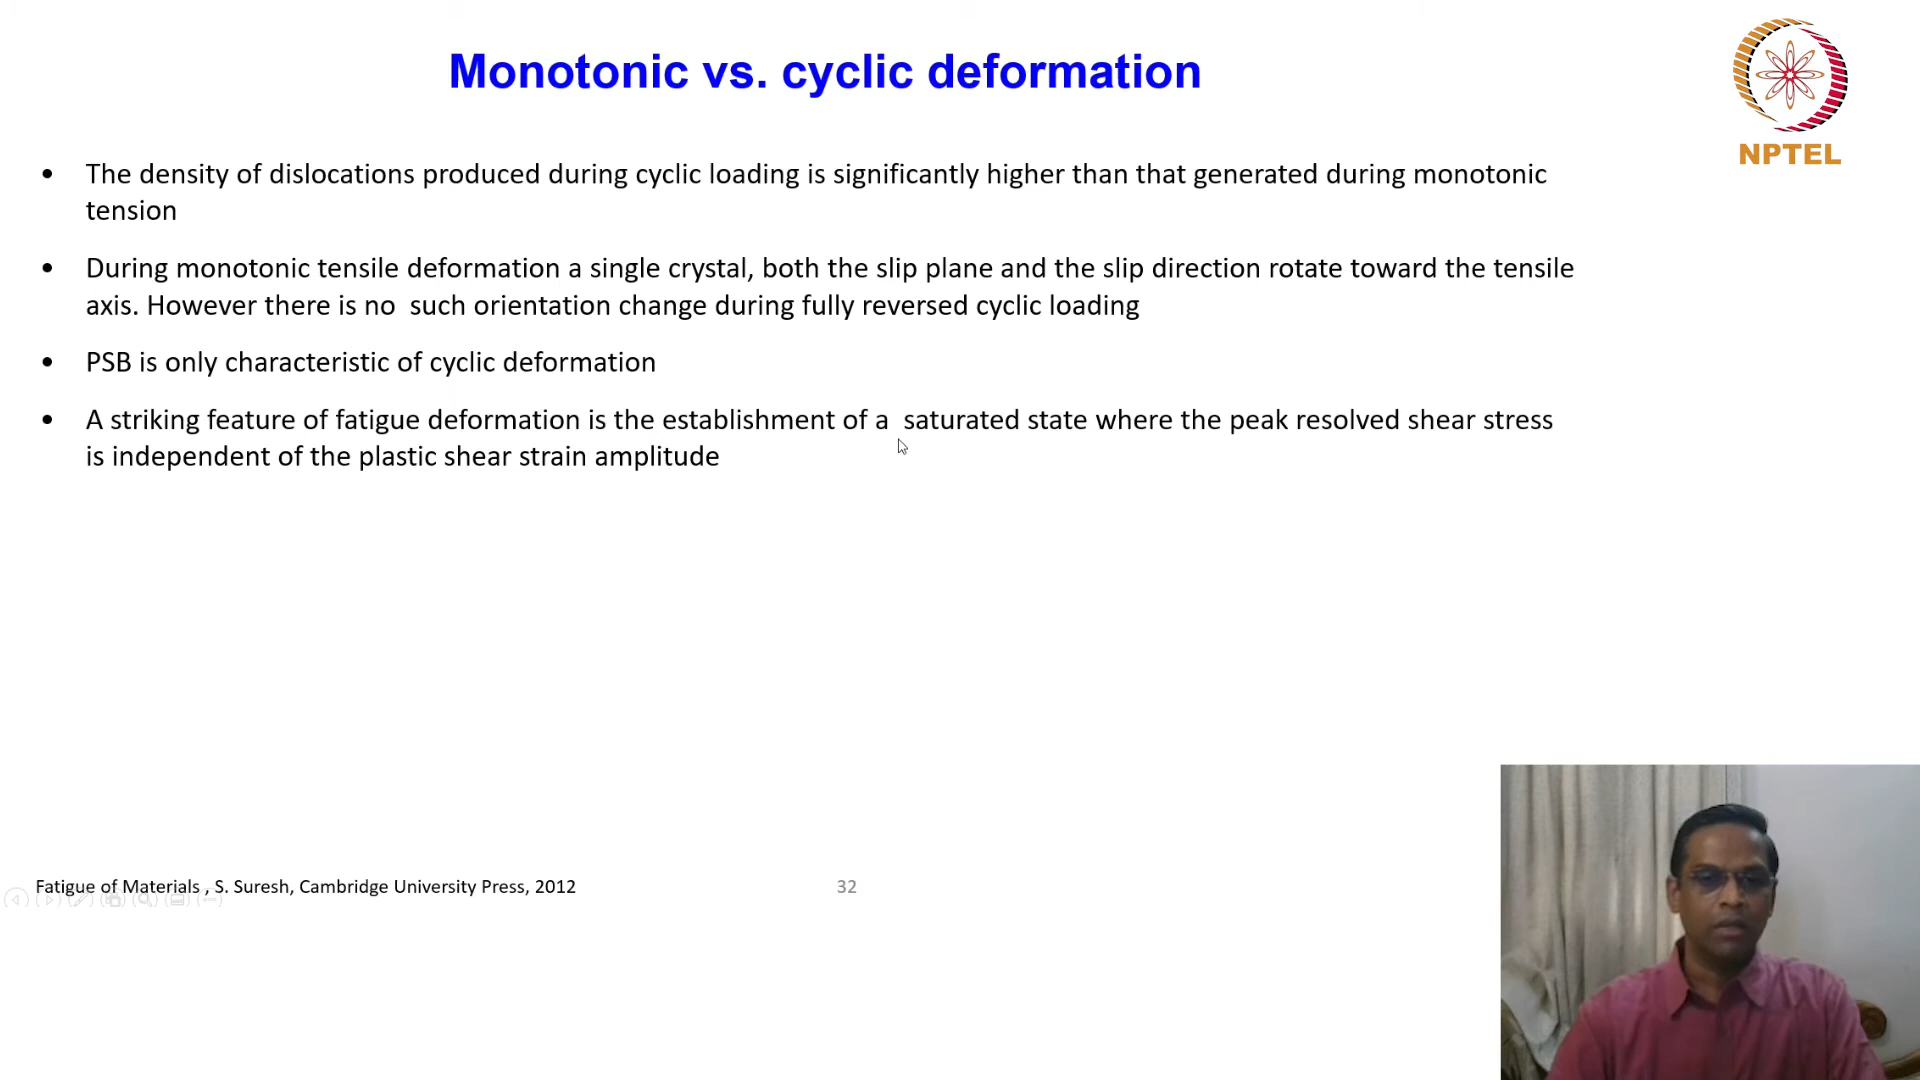 Monotonic vs. cyclic deformation
NPTEL
• The density of dislocations produced during cyclic loading is significantly higher than that generated during monotonic
tension
• During monotonic tensile deformation a single crystal, both the slip plane and the slip direction rotate toward the tensile
axis. However there is no  such orientation change during fully reversed cyclic loading
• PSB is only characteristic of cyclic deformation
• A striking feature of fatigue deformation is the establishment of a  saturated state where the peak resolved shear stress
is independent of the plastic shear strain amplitude
Fatigue of Materials , S. Suresh, Cambridge University Press, 2012
32